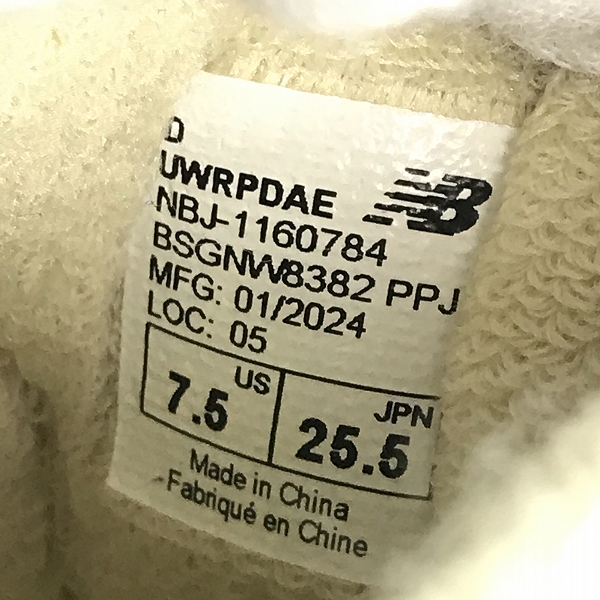 D
UWRPDAE
NB
NBJ-1160784
BSGNW8382 PPJ
MFG: 01/2024
LOC: 05
US
7.5
JPN
25.5
Made in China
Fabriqué en Chine